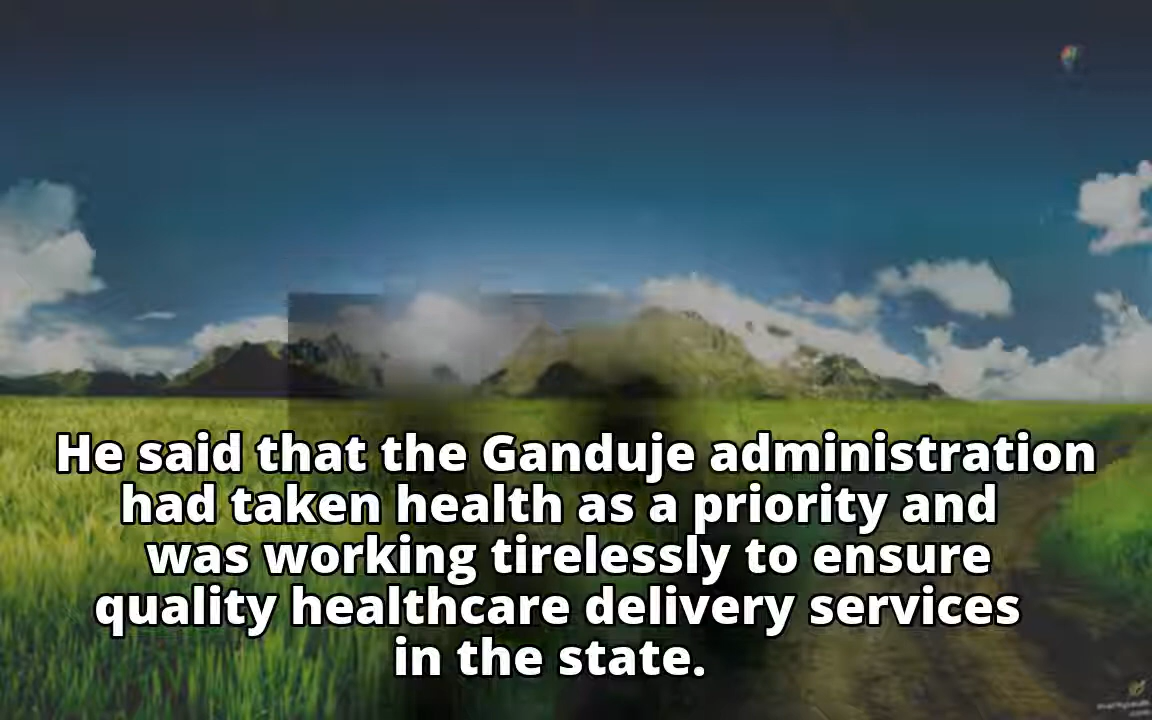 He said that the Ganduje administration
had taken health as a priority and
was working tirelessly to ensure
quality healthcare delivery services
in the state.